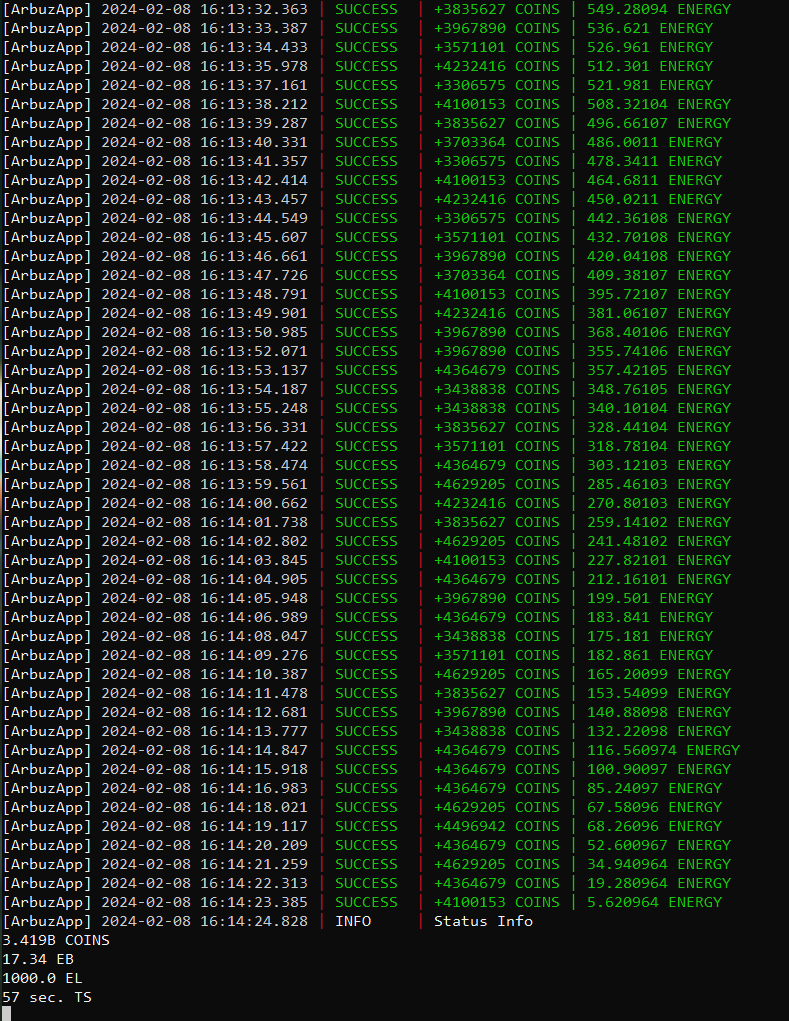 [ArbuzApp] 2024-02-08 16:13:32.363 | SUCCESS | +3835627 COINS | 549.28094 ENERGY
[ArbuzApp] 2024-02-08 16:13:33.387 | SUCCESS | +3967890 COINS | 536.621 ENERGY
[ArbuzApp] 2024-02-08 16:13:34.433 | SUCCESS | +3571101 COINS | 526.961 ENERGY
[ArbuzApp] 2024-02-08 16:13:35.978 | SUCCESS | +4232416 COINS | 512.301 ENERGY
[ArbuzApp] 2024-02-08 16:13:37.161 | SUCCESS | +3306575 COINS | 521.981 ENERGY
[ArbuzApp] 2024-02-08 16:13:38.212 | SUCCESS | +4100153 COINS | 508.32104 ENERGY
[ArbuzApp] 2024-02-08 16:13:39.287 | SUCCESS | +3835627 COINS | 496.66107 ENERGY
[ArbuzApp] 2024-02-08 16:13:40.331 | SUCCESS | +3703364 COINS | 486.0011 ENERGY
[ArbuzApp] 2024-02-08 16:13:41.357 | SUCCESS | +3306575 COINS | 478.3411 ENERGY
[ArbuzApp] 2024-02-08 16:13:42.414 | SUCCESS | +4100153 COINS | 464.6811 ENERGY
[ArbuzApp] 2024-02-08 16:13:43.457 | SUCCESS | +4232416 COINS | 450.0211 ENERGY
[ArbuzApp] 2024-02-08 16:13:44.549 | SUCCESS | +3306575 COINS | 442.36108 ENERGY
[ArbuzApp] 2024-02-08 16:13:45.607 | SUCCESS | +3571101 COINS | 432.70108 ENERGY
[ArbuzApp] 2024-02-08 16:13:46.661 | SUCCESS | +3967890 COINS | 420.04108 ENERGY
[ArbuzApp] 2024-02-08 16:13:47.726 | SUCCESS | +3703364 COINS | 409.38107 ENERGY
[ArbuzApp] 2024-02-08 16:13:48.791 | SUCCESS | +4100153 COINS | 395.72107 ENERGY
[ArbuzApp] 2024-02-08 16:13:49.901 | SUCCESS | +4232416 COINS | 381.06107 ENERGY
[ArbuzApp] 2024-02-08 16:13:50.985 | SUCCESS | +3967890 COINS | 368.40106 ENERGY
[ArbuzApp] 2024-02-08 16:13:52.071 | SUCCESS | +3967890 COINS | 355.74106 ENERGY
[ArbuzApp] 2024-02-08 16:13:53.137 | SUCCESS | +4364679 COINS | 357.42105 ENERGY
[ArbuzApp] 2024-02-08 16:13:54.187 | SUCCESS | +3438838 COINS | 348.76105 ENERGY
[ArbuzApp] 2024-02-08 16:13:55.248 | SUCCESS | +3438838 COINS | 340.10104 ENERGY
[ArbuzApp] 2024-02-08 16:13:56.331 | SUCCESS | +3835627 COINS | 328.44104 ENERGY
[ArbuzApp] 2024-02-08 16:13:57.422 | SUCCESS | +3571101 COINS | 318.78104 ENERGY
[ArbuzApp] 2024-02-08 16:13:58.474 | SUCCESS | +4364679 COINS | 303.12103 ENERGY
[ArbuzApp] 2024-02-08 16:13:59.561 | SUCCESS | +4629205 COINS | 285.46103 ENERGY
[ArbuzApp] 2024-02-08 16:14:00.662 | SUCCESS | +4232416 COINS | 270.80103 ENERGY
[ArbuzApp] 2024-02-08 16:14:01.738 | SUCCESS | +3835627 COINS | 259.14102 ENERGY
[ArbuzApp] 2024-02-08 16:14:02.802 | SUCCESS | +4629205 COINS | 241.48102 ENERGY
[ArbuzApp] 2024-02-08 16:14:03.845 | SUCCESS | +4100153 COINS | 227.82101 ENERGY
[ArbuzApp] 2024-02-08 16:14:04.905 | SUCCESS | +4364679 COINS | 212.16101 ENERGY
[ArbuzApp] 2024-02-08 16:14:05.948 | SUCCESS | +3967890 COINS | 199.501 ENERGY
[ArbuzApp] 2024-02-08 16:14:06.989 | SUCCESS | +4364679 COINS | 183.841 ENERGY
[ArbuzApp] 2024-02-08 16:14:08.047 | SUCCESS | +3438838 COINS | 175.181 ENERGY
[ArbuzApp] 2024-02-08 16:14:09.276 | SUCCESS | +3571101 COINS | 182.861 ENERGY
[ArbuzApp] 2024-02-08 16:14:10.387 | SUCCESS | +4629205 COINS | 165.20099 ENERGY
[ArbuzApp] 2024-02-08 16:14:11.478 | SUCCESS | +3835627 COINS | 153.54099 ENERGY
[ArbuzApp] 2024-02-08 16:14:12.681 | SUCCESS | +3967890 COINS | 140.88098 ENERGY
[ArbuzApp] 2024-02-08 16:14:13.777 | SUCCESS | +3438838 COINS | 132.22098 ENERGY
[ArbuzApp] 2024-02-08 16:14:14.847 | SUCCESS | +4364679 COINS | 116.560974 ENERGY
[ArbuzApp] 2024-02-08 16:14:15.918 | SUCCESS | +4364679 COINS | 100.90097 ENERGY
[ArbuzApp] 2024-02-08 16:14:16.983 | SUCCESS | +4364679 COINS | 85.24097 ENERGY
[ArbuzApp] 2024-02-08 16:14:18.021 | SUCCESS | +4629205 COINS | 67.58096 ENERGY
[ArbuzApp] 2024-02-08 16:14:19.117 | SUCCESS | +4496942 COINS | 68.26096 ENERGY
[ArbuzApp] 2024-02-08 16:14:20.209 | SUCCESS | +4364679 COINS | 52.600967 ENERGY
[ArbuzApp] 2024-02-08 16:14:21.259 | SUCCESS | +4629205 COINS | 34.940964 ENERGY
[ArbuzApp] 2024-02-08 16:14:22.313 | SUCCESS | +4364679 COINS | 19.280964 ENERGY
[ArbuzApp] 2024-02-08 16:14:23.385 | SUCCESS | +4100153 COINS | 5.620964 ENERGY
[ArbuzApp] 2024-02-08 16:14:24.828 | INFO | Status Info
3.419B COINS
17.34 EB
1000.0 EL
57 sec. TS